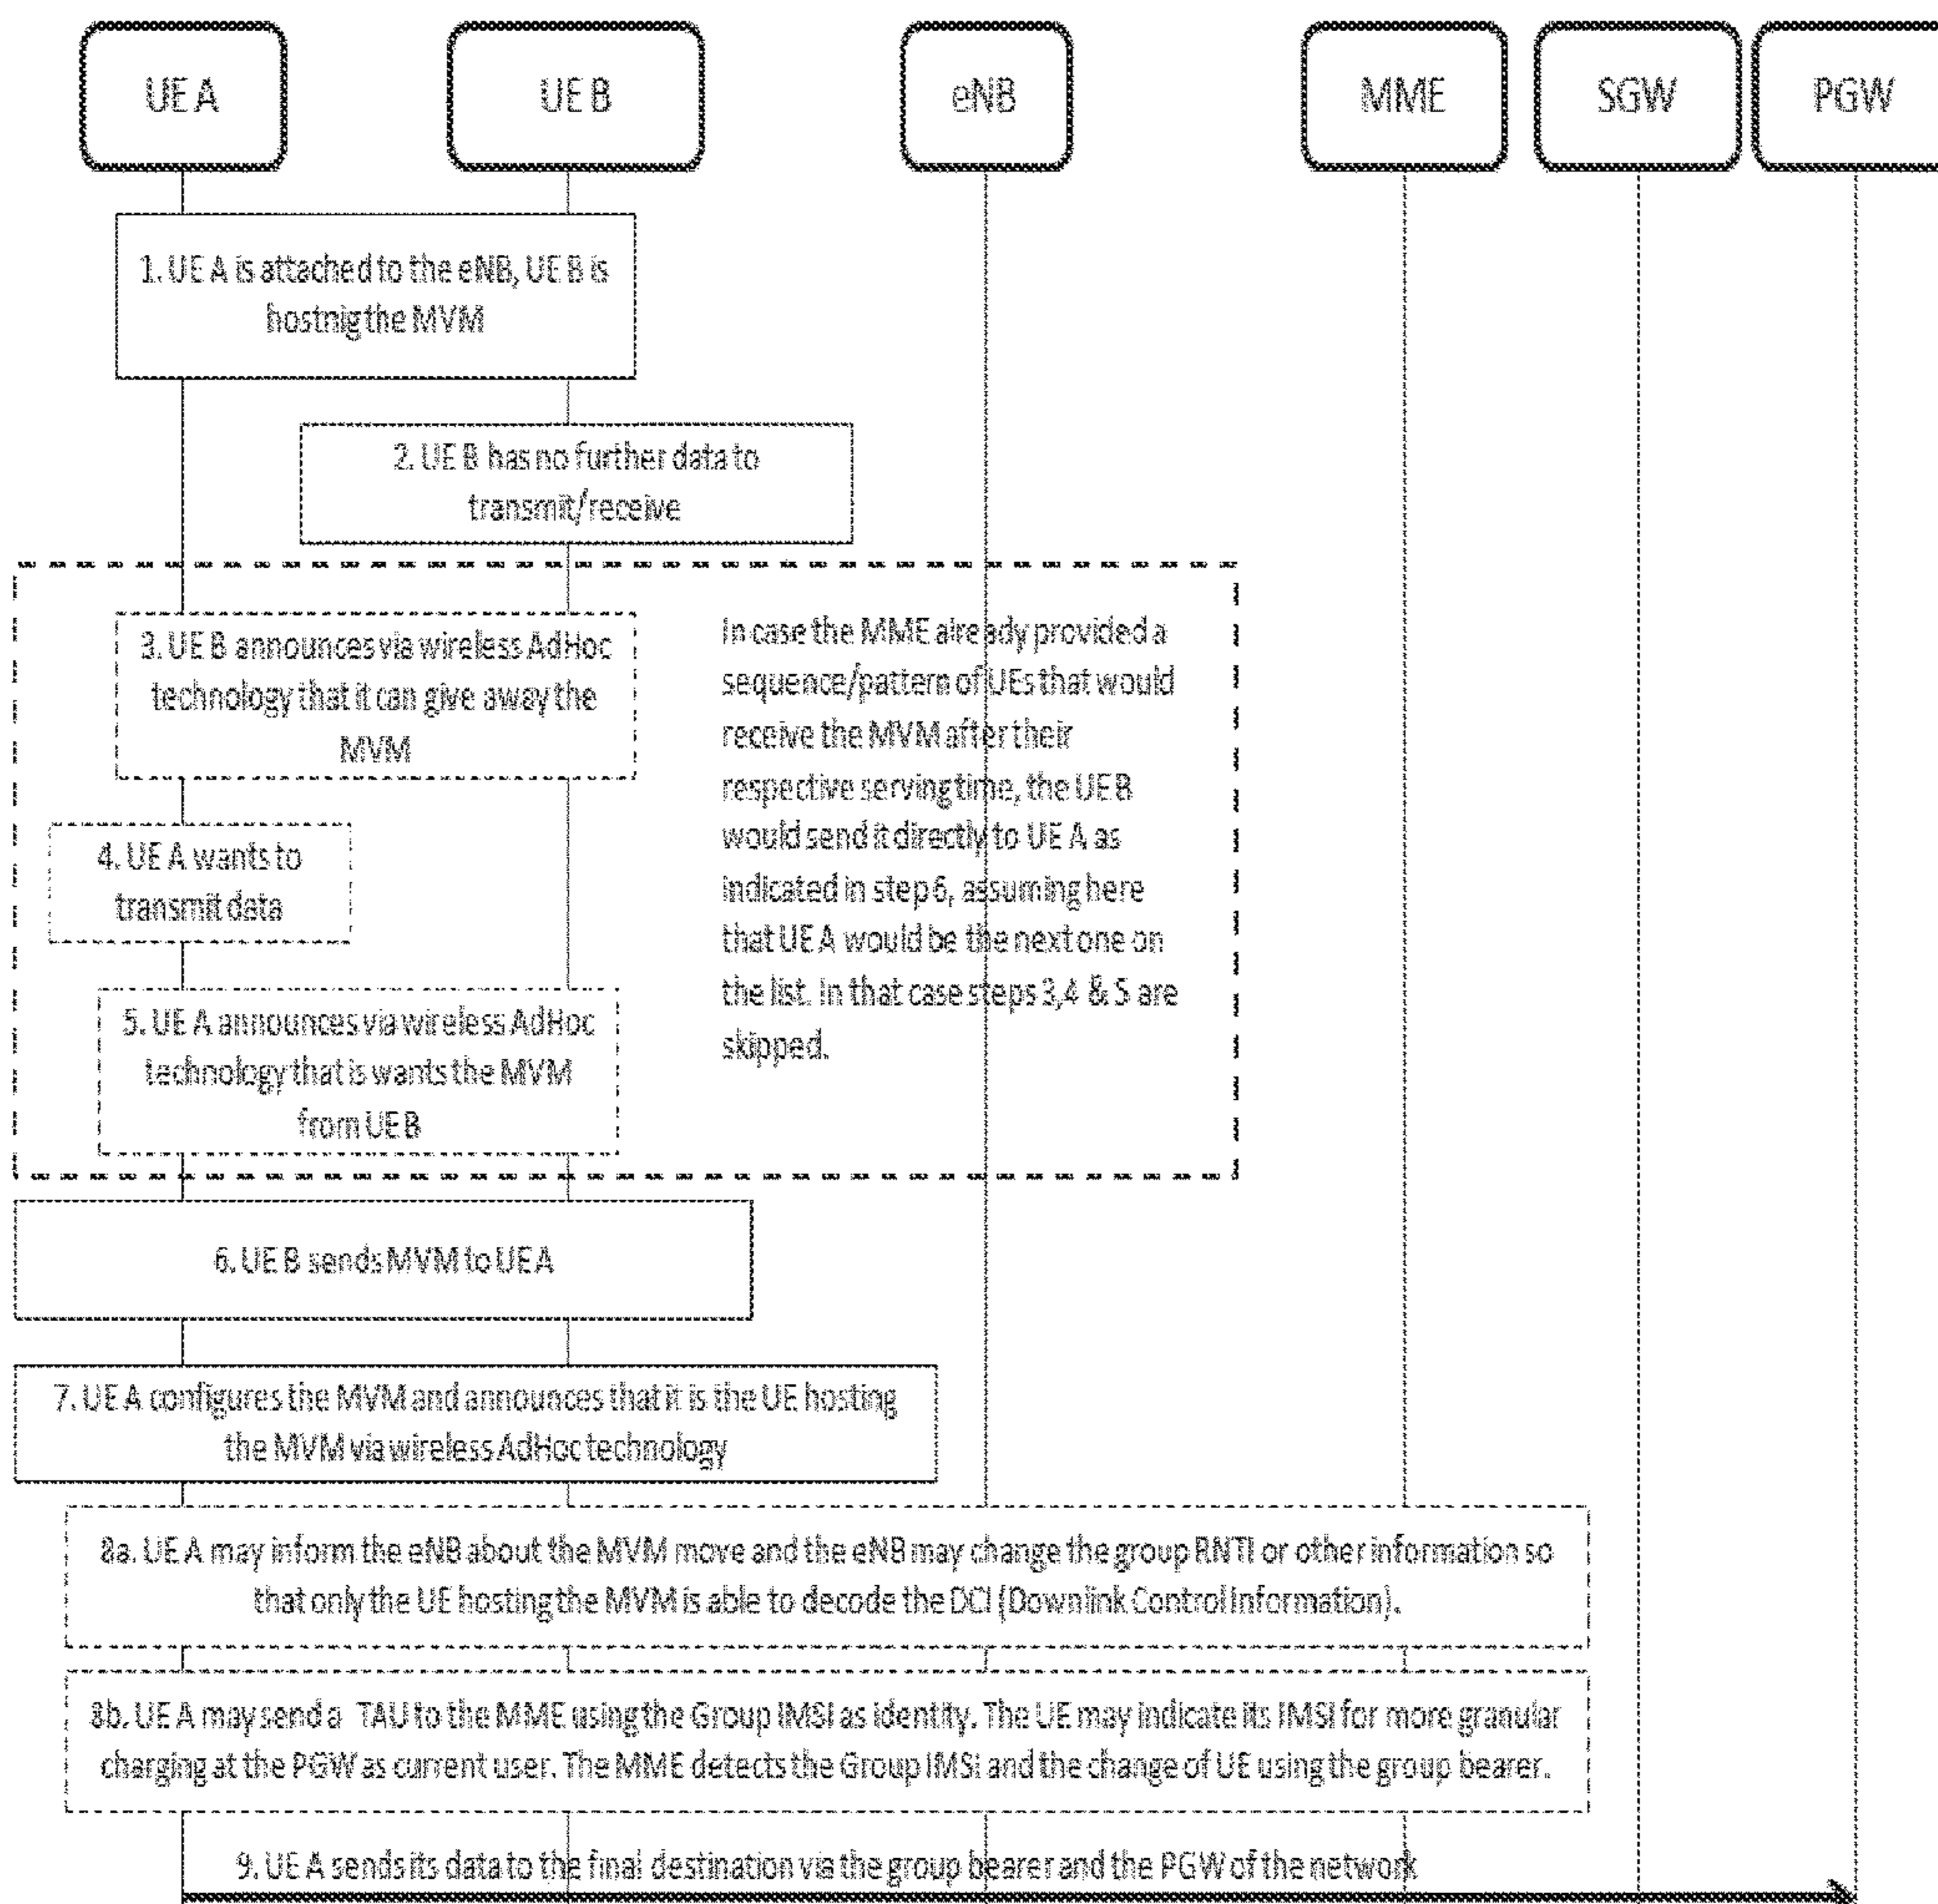 UE A
UE B
eNB
MME
SGW
PGW
1. UE A is attached to the eNB, UE B is
hostnig the MVM
2. UE B has no further data to
transmit/receive
3. UE B announces via wireless AdHoc
technology that it can give away the
MVM
In case the MME already provided a
sequence/pattern of UEs that would
receive the MVM after their
respective serving time, the UE B
would send it directly to UE A as
indicated in step 6, assuming here
that UE A would be the next one on
the list. In that case steps 3,4 & 5 are
skipped.
4. UE A wants to
transmit data
5. UE A announces via wireless AdHoc
technology that is wants the MVM
from UE B
6. UE B sends MVM to UE A
7. UE A configures the MVM and announces that it is the UE hosting
the MVM via wireless AdHoc technology
8a. UE A may inform the eNB about the MVM move and the eNB may change the group RNTI or other information so
that only the UE hosting the MVM is able to decode the DCI (Downlink Control Information).
8b. UE A may send a TAU to the MME using the Group IMSI as identity. The UE may indicate its IMSI for more granular
charging at the PGW as current user. The MME detects the Group IMSI and the change of UE using the group bearer.
9. UE A sends its data to the final destination via the group bearer and the PGW of the network